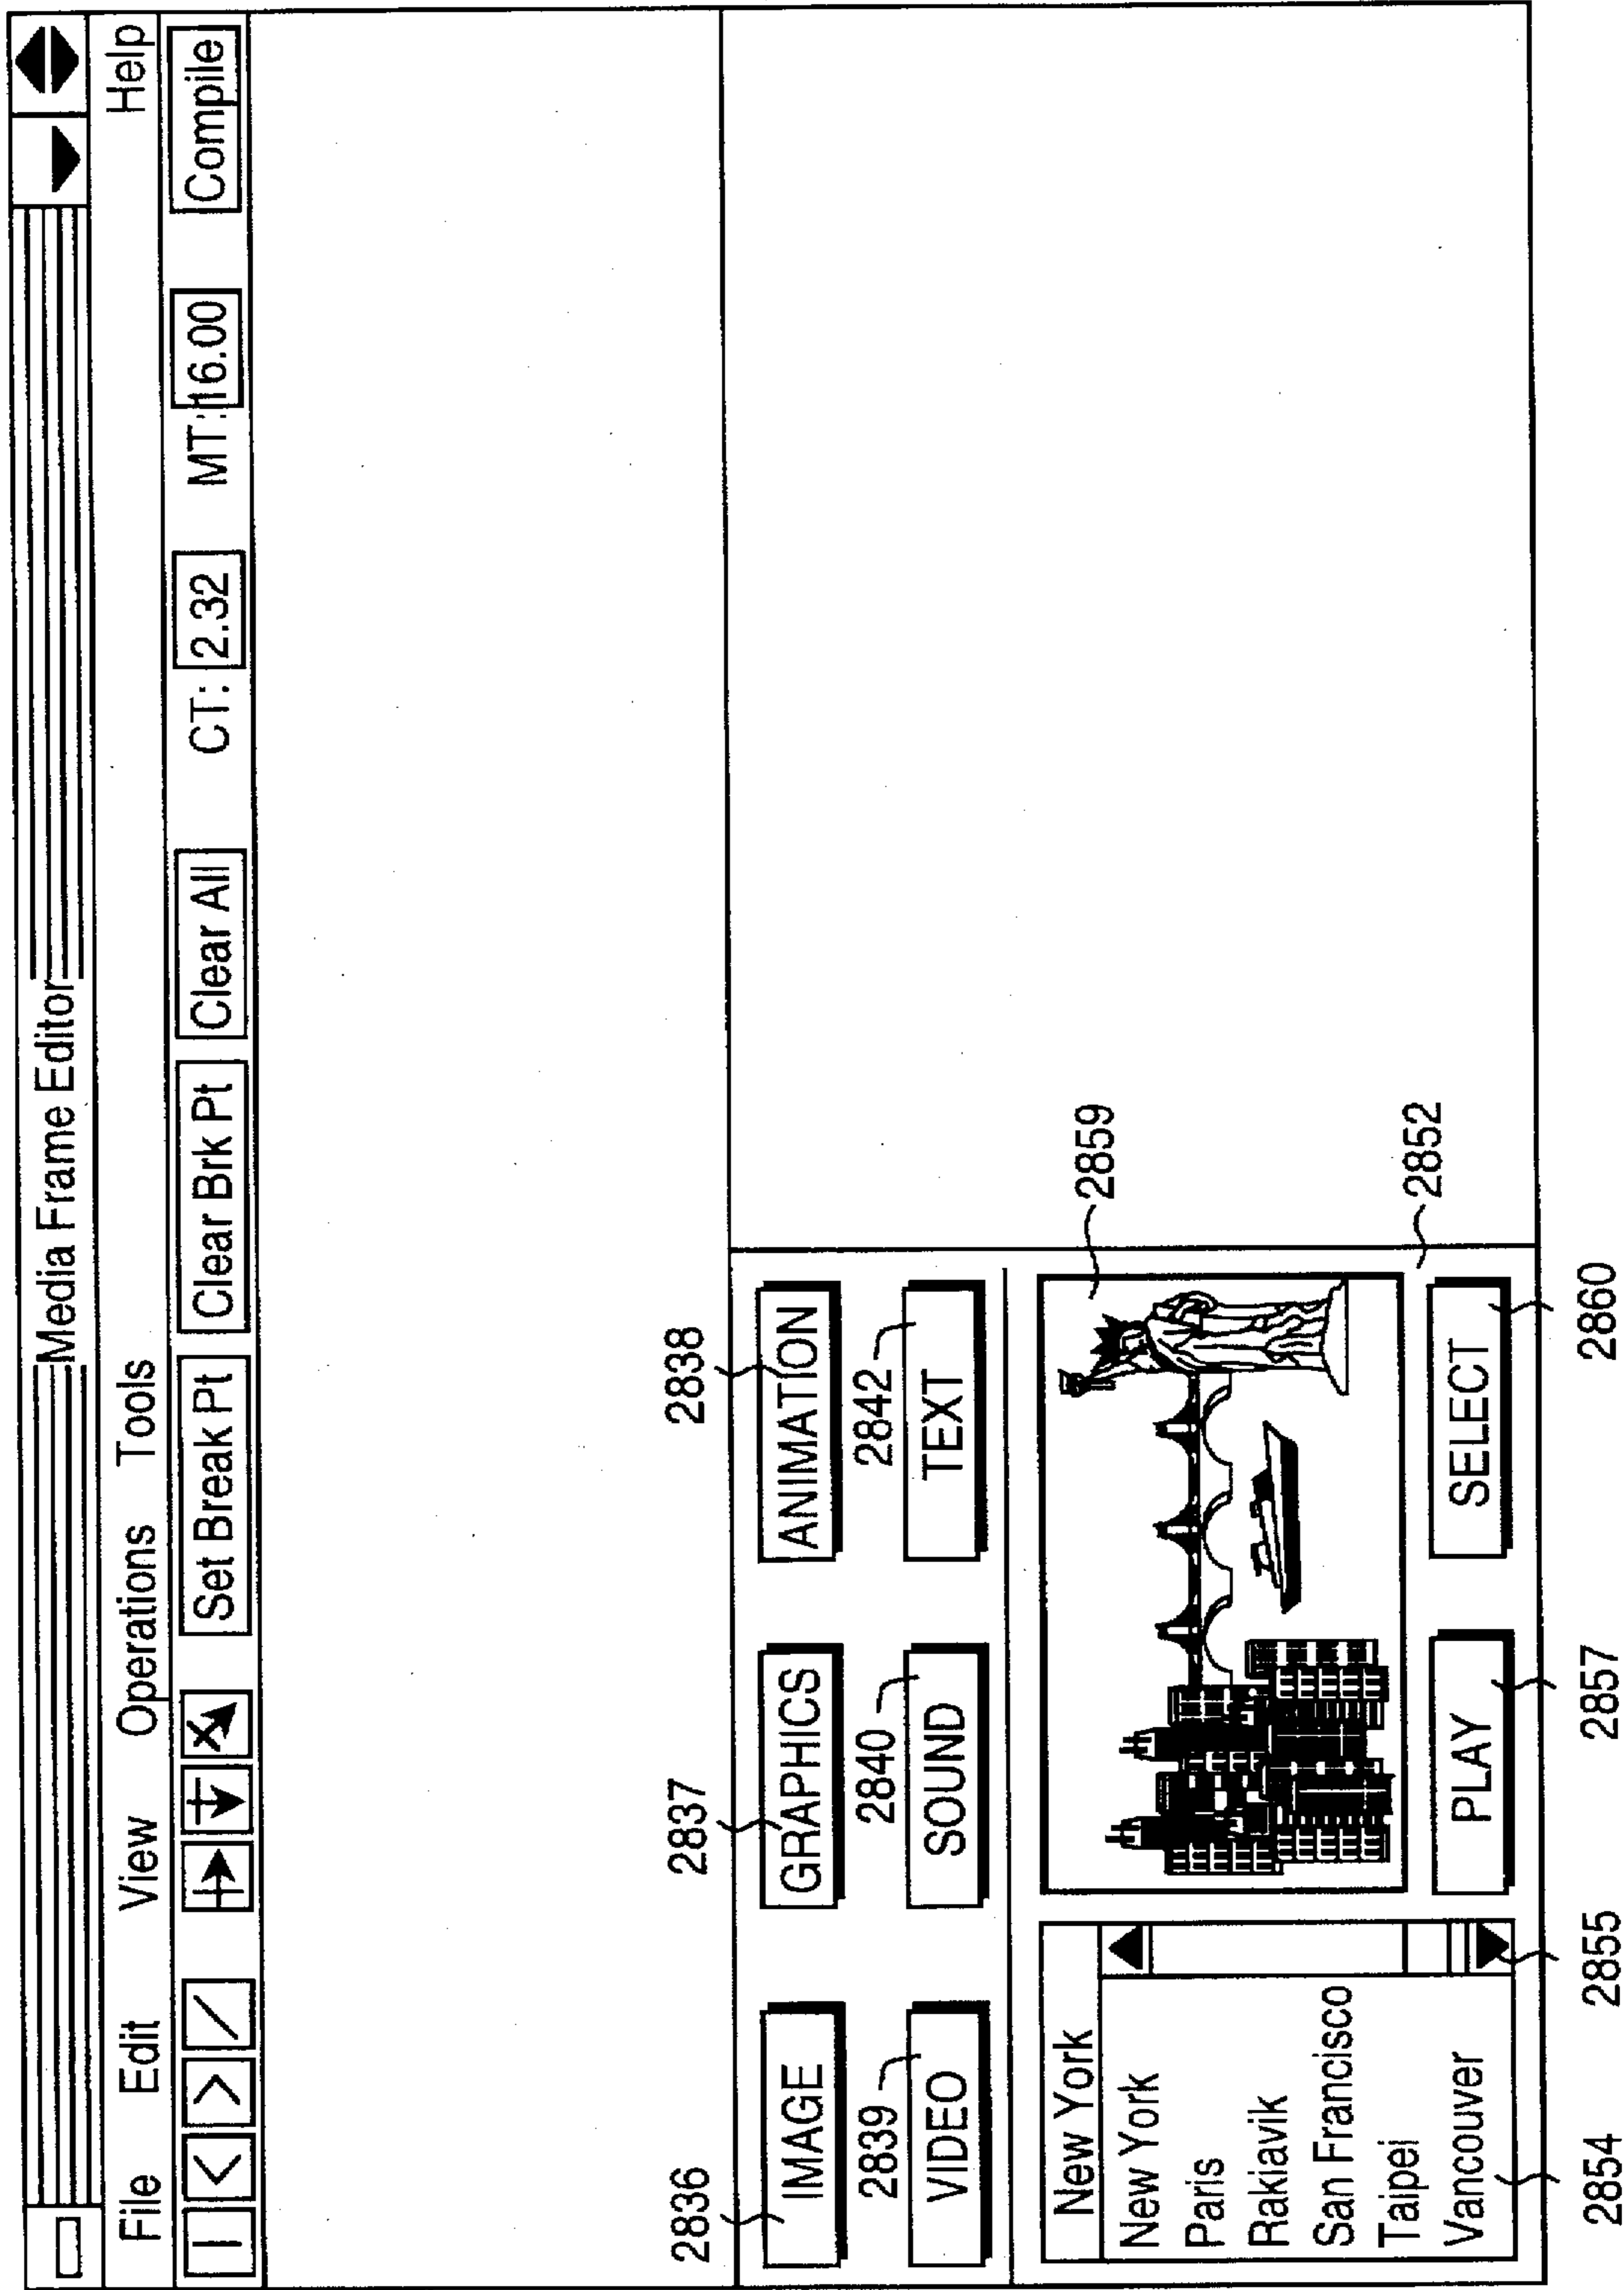 Media Frame Editor
File Edit View Operations Tools Help
| < > / Set Break Pt Clear Brk Pt Clear All CT: 2.32 MT: 16.00 Compile
2836 2837 2838
IMAGE GRAPHICS ANIMATION
2839 2840 2842
VIDEO SOUND TEXT
New York
New York
Paris
Rakiavik
San Francisco
Taipei
Vancouver
2859
PLAY SELECT
2852
2854 2855 2857 2860